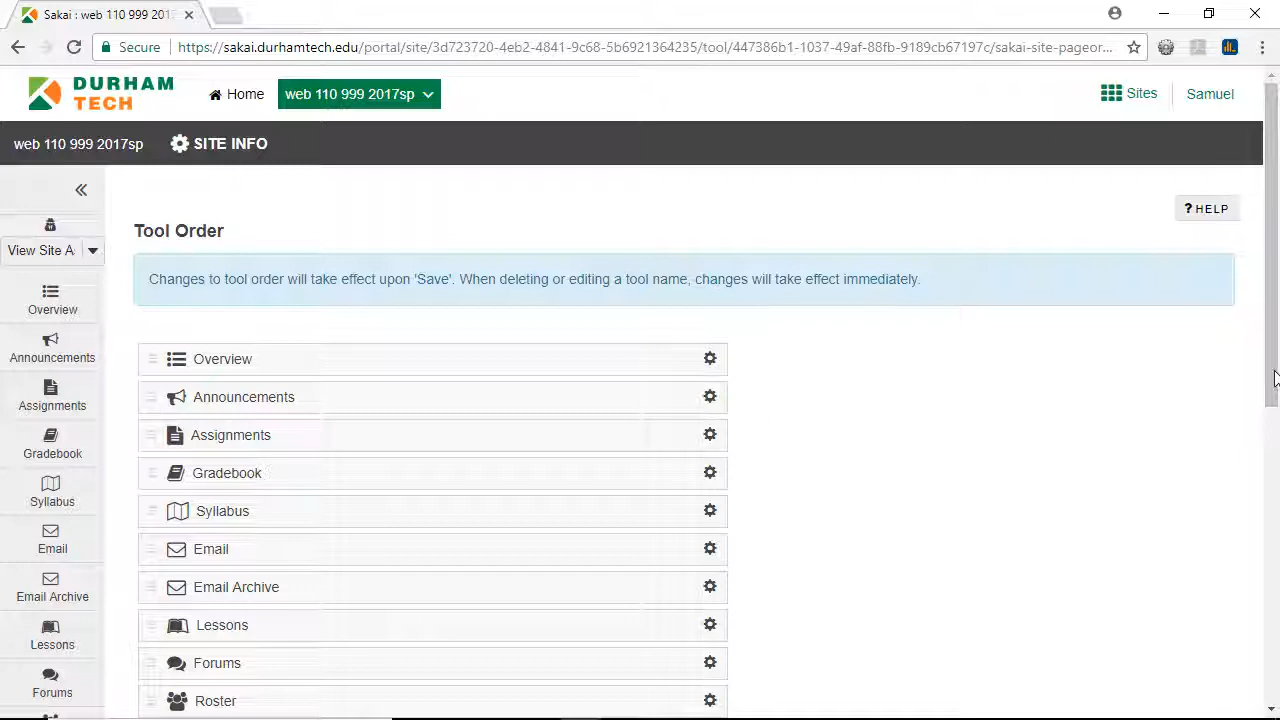 Sakai : web 110 999 201
Secure
https://sakai.durhamtech.edu/portal/site/3d723720-4eb2-4841-9c68-5b6921364235/tool/447386b1-1037-49af-88fb-9189cb67197c/sakai-site-pageor...
DURHAM
TECH
Home
web 110 999 2017sp
Sites
Samuel
web 110 999 2017sp
SITE INFO
? HELP
View Site A
Overview
Announcements
Assignments
Gradebook
Syllabus
Email
Email Archive
Lessons
Forums
Tool Order
Changes to tool order will take effect upon 'Save'. When deleting or editing a tool name, changes will take effect immediately.
Overview
Announcements
Assignments
Gradebook
Syllabus
Email
Email Archive
Lessons
Forums
Roster